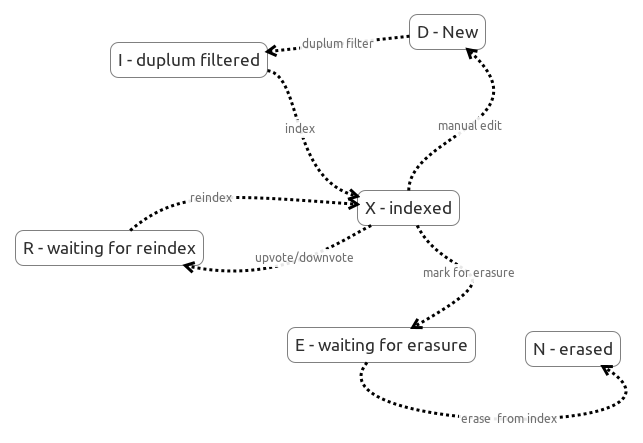 D - New
duplum filter
I - duplum filtered
index
manual edit
reindex
X - indexed
R - waiting for reindex
upvote/downvote
mark for erasure
E - waiting for erasure
N - erased
erase from index